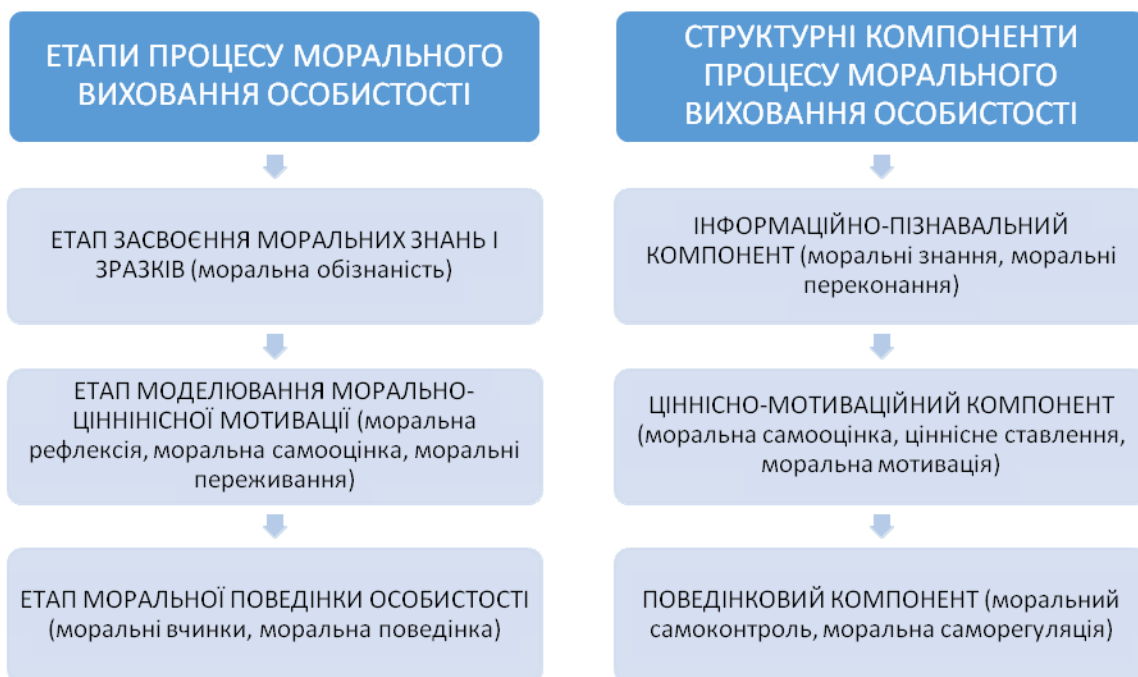 ЕТАПИ ПРОЦЕСУ МОРАЛЬНОГО
ВИХОВАННЯ ОСОБИСТОСТІ
ЕТАП ЗАСВОЄННЯ МОРАЛЬНИХ ЗНАНЬ І
ЗРАЗКІВ (моральна обізнаність)
ЕТАП МОДЕЛЮВАННЯ МОРАЛЬНО-
ЦІННІНІСНОЇ МОТИВАЦІЇ (моральна
рефлексія, моральна самооцінка, моральні
переживання)
ЕТАП МОРАЛЬНОЇ ПОВЕДІНКИ ОСОБИСТОСТІ
(моральні вчинки, моральна поведінка)
СТРУКТУРНІ КОМПОНЕНТИ
ПРОЦЕСУ МОРАЛЬНОГО
ВИХОВАННЯ ОСОБИСТОСТІ
ІНФОРМАЦІЙНО-ПІЗНАВАЛЬНИЙ
КОМПОНЕНТ (моральні знання, моральні
переконання)
ЦІННІСНО-МОТИВАЦІЙНИЙ КОМПОНЕНТ
(моральна самооцінка, ціннісне ставлення,
моральна мотивація)
ПОВЕДІНКОВИЙ КОМПОНЕНТ (моральний
самоконтроль, моральна саморегуляція)